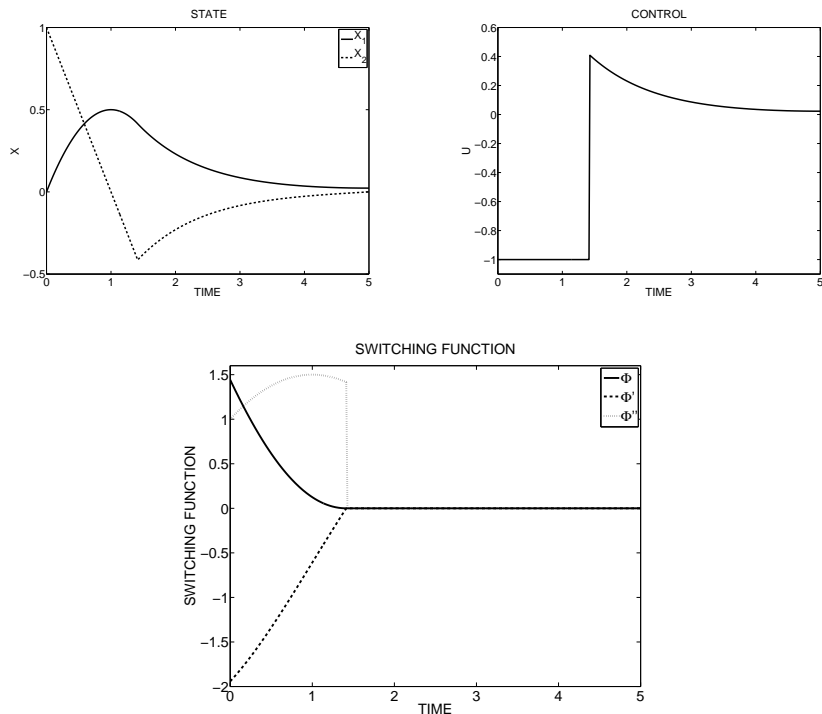 STATE
1
0.5
0
−0.5
0 1 2 3 4 5
X
TIME
X1
X2
CONTROL
0.6
0.4
0.2
0
−0.2
−0.4
−0.6
−0.8
−1
0 1 2 3 4 5
U
TIME
SWITCHING FUNCTION
1.5
1
0.5
0
−0.5
−1
−1.5
−2
0 1 2 3 4 5
SWITCHING FUNCTION
TIME
Φ
Φ'
Φ''